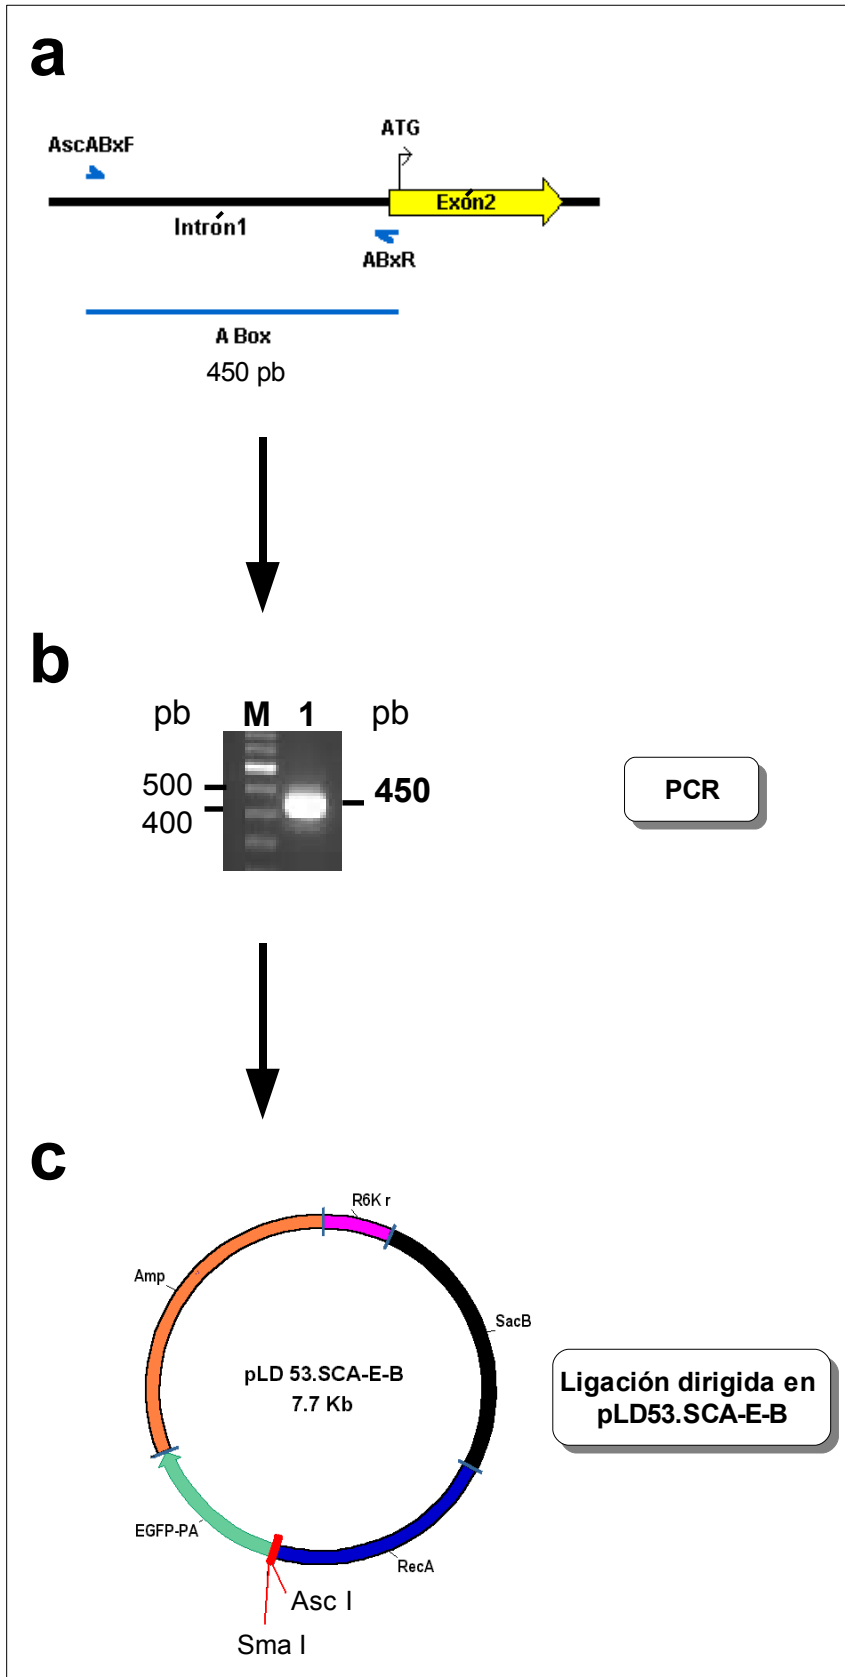 a
ATG
AscABxF
Exón2
Intrón1
ABxR
A Box
450 pb
b
pb M 1 pb
500
450
400
PCR
c
R6K r
Amp
SacB
pLD 53.SCA-E-B
7.7 Kb
Ligación dirigida en
pLD53.SCA-E-B
EGFP-PA
RecA
Asc I
Sma I